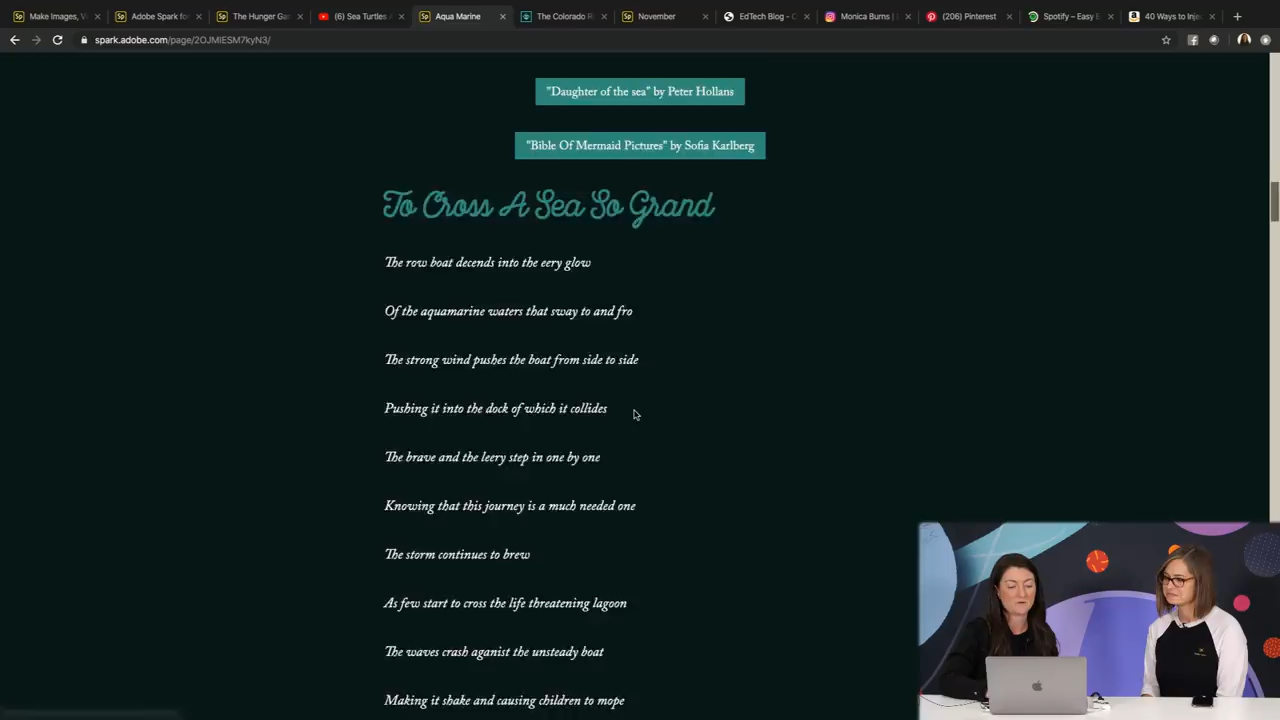 Make Images, V
Adobe Spark for
The Hunger Gar
(6) Sea Turtles
Aqua Marine
The Colorado R
November
EdTech Blog - C
Monica Burns |
(206) Pinterest
Spotify – Easy E
40 Ways to Inje
spark.adobe.com/page/2OJMIESM7kyN3/
"Daughter of the sea" by Peter Hollans
"Bible Of Mermaid Pictures" by Sofia Karlberg
To Cross A Sea So Grand
The row boat decends into the eery glow
Of the aquamarine waters that sway to and fro
The strong wind pushes the boat from side to side
Pushing it into the dock of which it collides
The brave and the leery step in one by one
Knowing that this journey is a much needed one
The storm continues to brew
As few start to cross the life threatening lagoon
The waves crash aganist the unsteady boat
Making it shake and causing children to mope